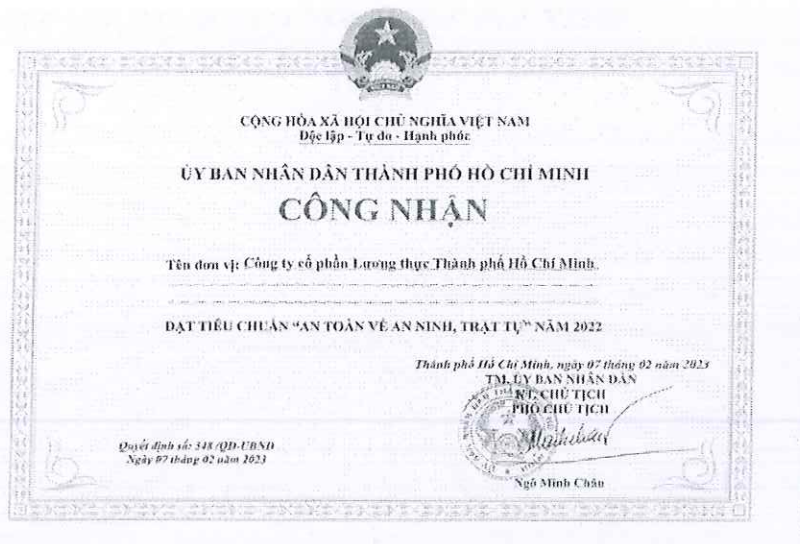 CỘNG HÒA XÃ HỘI CHỦ NGHĨA VIỆT NAM
Độc lập - Tự do - Hạnh phúc
ỦY BAN NHÂN DÂN THÀNH PHỐ HỒ CHÍ MINH
CÔNG NHẬN
Tên đơn vị: Công ty cổ phần Lương thực Thành phố Hồ Chí Minh
ĐẠT TIÊU CHUẨN “AN TOÀN VỀ AN NINH, TRẬT TỰ” NĂM 2022
Thành phố Hồ Chí Minh, ngày 07 tháng 02 năm 2023
TM. ỦY BAN NHÂN DÂN
KT. CHỦ TỊCH
PHÓ CHỦ TỊCH
Quyết định số: 548 /QĐ-UBND
Ngày 07 tháng 02 năm 2023
Ngô Minh Châu